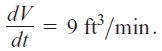 dV/dt = 9 ft³/min.